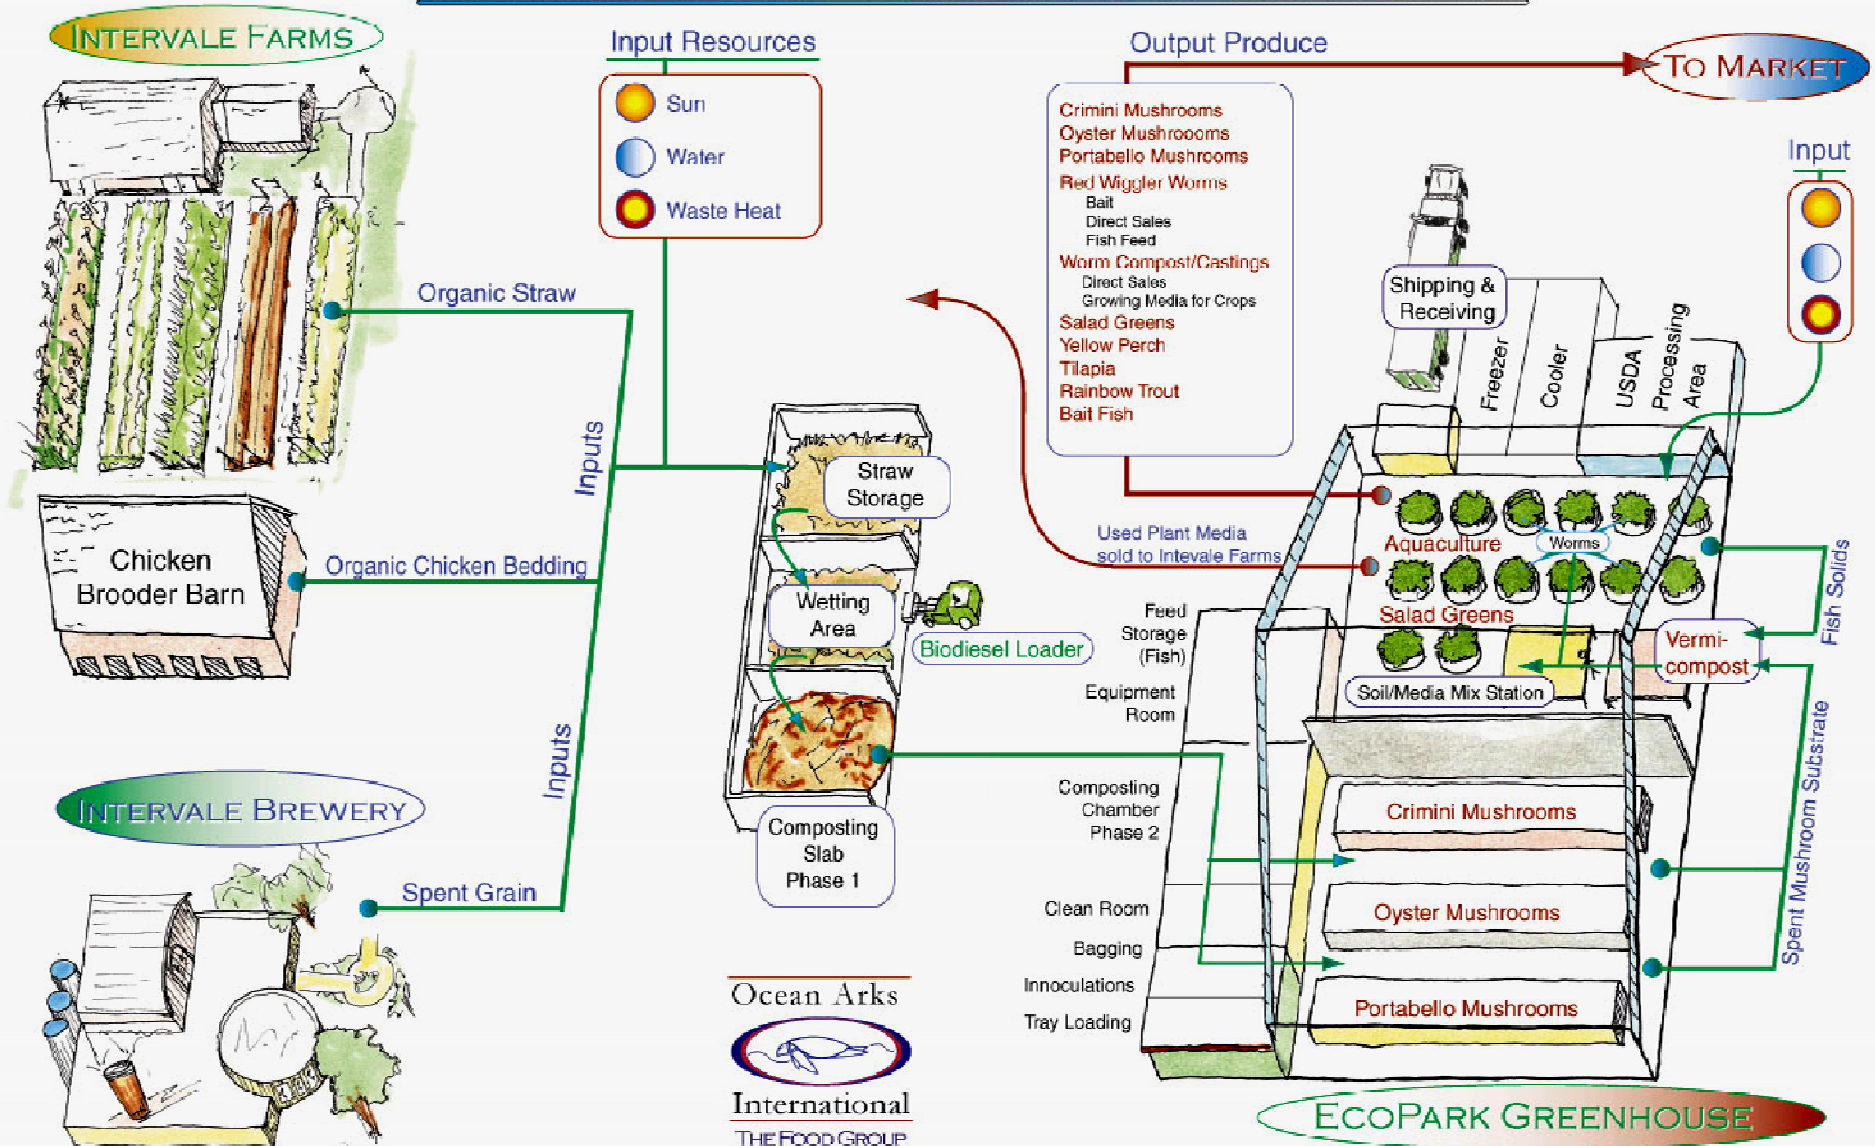 INTERVALE FARMS
Input Resources
Sun
Water
Waste Heat
Output Produce
TO MARKET
Crimini Mushrooms
Oyster Mushroooms
Portabello Mushrooms
Red Wiggler Worms
Bait
Direct Sales
Fish Feed
Worm Compost/Castings
Direct Sales
Growing Media for Crops
Salad Greens
Yellow Perch
Tilapia
Rainbow Trout
Bait Fish
Input
Shipping &
Receiving
Freezer
Cooler
USDA
Processing
Area
Organic Straw
Inputs
Straw
Storage
Chicken
Brooder Barn
Organic Chicken Bedding
Wetting
Area
Biodiesel Loader
Used Plant Media
sold to Intevale Farms
Aquaculture
Worms
Salad Greens
Fish Solids
Vermi-
compost
Soil/Media Mix Station
Feed
Storage
(Fish)
Equipment
Room
Inputs
INTERVALE BREWERY
Spent Grain
Composting
Slab
Phase 1
Composting
Chamber
Phase 2
Clean Room
Bagging
Innoculations
Tray Loading
Crimini Mushrooms
Oyster Mushrooms
Portabello Mushrooms
Spent Mushroom Substrate
Ocean Arks
International
THE FOOD GROUP
ECOPARK GREENHOUSE